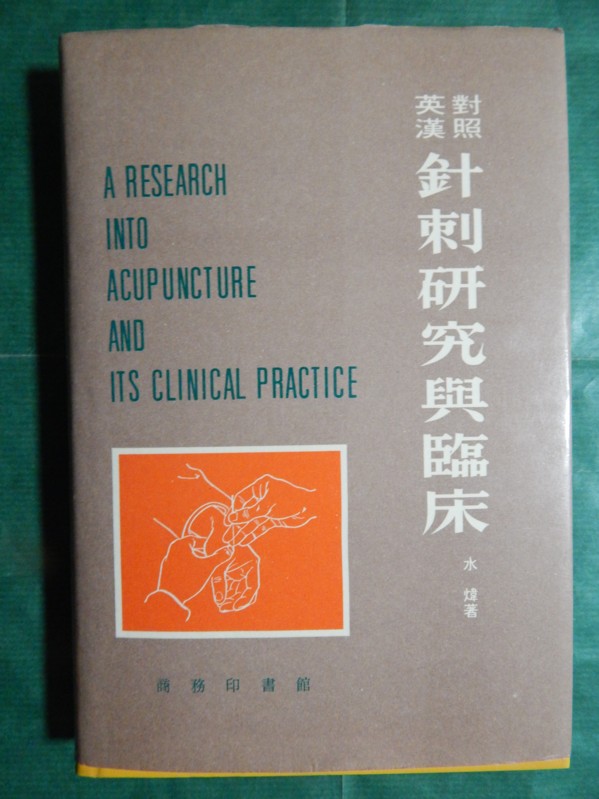 A RESEARCH
INTO
ACUPUNCTURE
AND
ITS CLINICAL PRACTICE
對照
英漢
針刺研究與臨床
水煒著
商務印書館